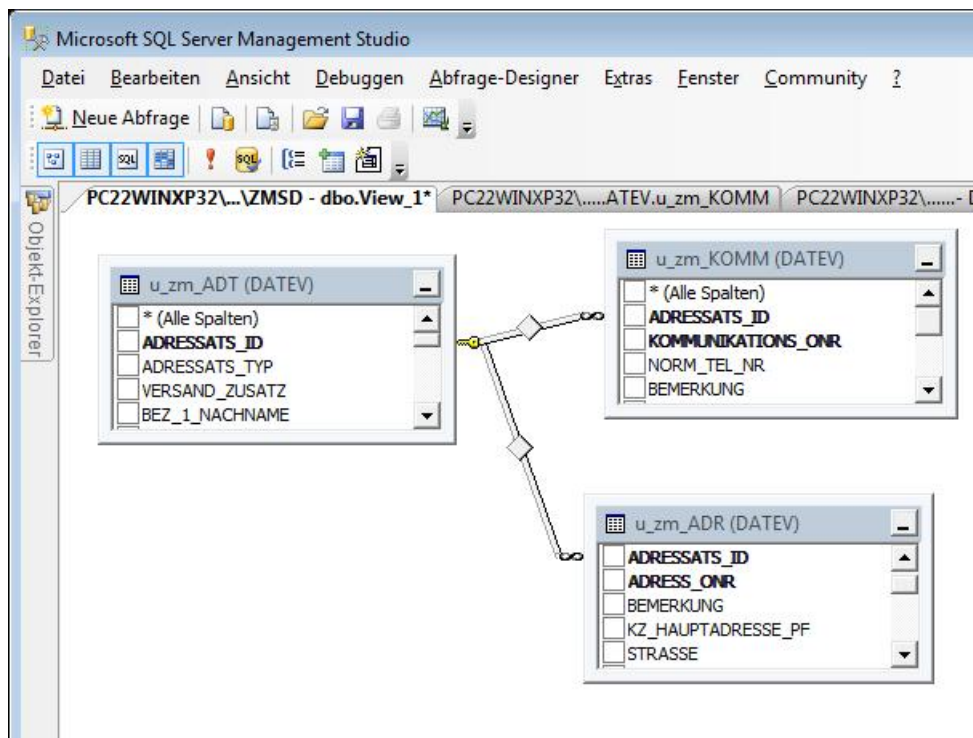 Microsoft SQL Server Management Studio
Datei Bearbeiten Ansicht Debuggen Abfrage-Designer Extras Fenster Community ?
Neue Abfrage
SQL SQL
PC22WINXP32\...\ZMSD - dbo.View_1* PC22WINXP32\.....ATEV.u_zm_KOMM PC22WINXP32\......- D
Objekt-Explorer
u_zm_ADT (DATEV)
* (Alle Spalten)
ADRESSATS_ID
ADRESSATS_TYP
VERSAND_ZUSATZ
BEZ_1_NACHNAME
u_zm_KOMM (DATEV)
* (Alle Spalten)
ADRESSATS_ID
KOMMUNIKATIONS_ONR
NORM_TEL_NR
BEMERKUNG
u_zm_ADR (DATEV)
ADRESSATS_ID
ADRESS_ONR
BEMERKUNG
KZ_HAUPTADRESSE_PF
STRASSE